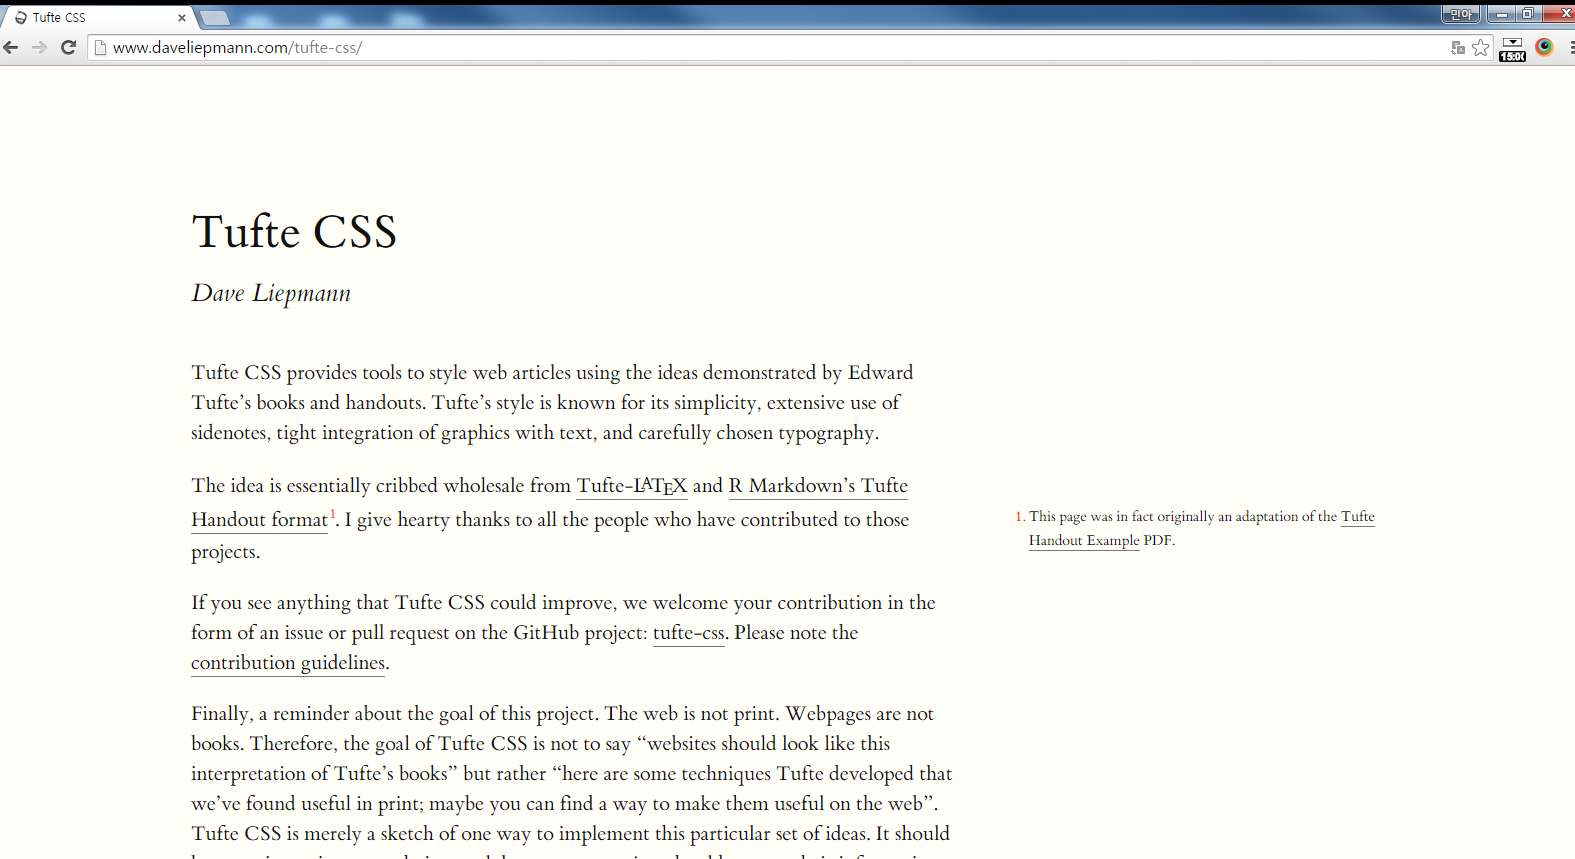 Tufte CSS
민아
www.daveliepmann.com/tufte-css/
15:0
Tufte CSS
Dave Liepmann
Tufte CSS provides tools to style web articles using the ideas demonstrated by Edward
Tufte’s books and handouts. Tufte’s style is known for its simplicity, extensive use of
sidenotes, tight integration of graphics with text, and carefully chosen typography.
The idea is essentially cribbed wholesale from Tufte-LATEX and R Markdown’s Tufte
Handout format1. I give hearty thanks to all the people who have contributed to those
projects.
1. This page was in fact originally an adaptation of the Tufte
Handout Example PDF.
If you see anything that Tufte CSS could improve, we welcome your contribution in the
form of an issue or pull request on the GitHub project: tufte-css. Please note the
contribution guidelines.
Finally, a reminder about the goal of this project. The web is not print. Webpages are not
books. Therefore, the goal of Tufte CSS is not to say “websites should look like this
interpretation of Tufte’s books” but rather “here are some techniques Tufte developed that
we’ve found useful in print; maybe you can find a way to make them useful on the web”.
Tufte CSS is merely a sketch of one way to implement this particular set of ideas. It should